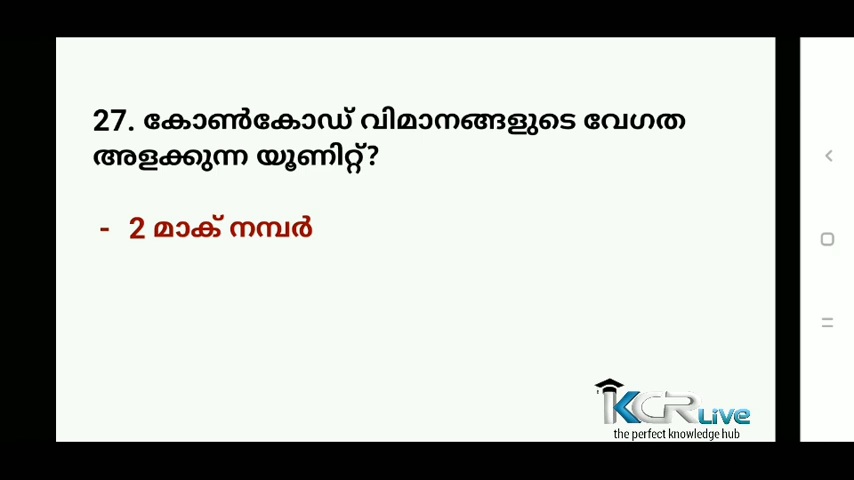 27. കോൺകോഡ് വിമാനങ്ങളുടെ വേഗത
അളക്കുന്ന യൂണിറ്റ്?
- 2 മാക് നമ്പർ
KCR LIVE
the perfect knowledge hub